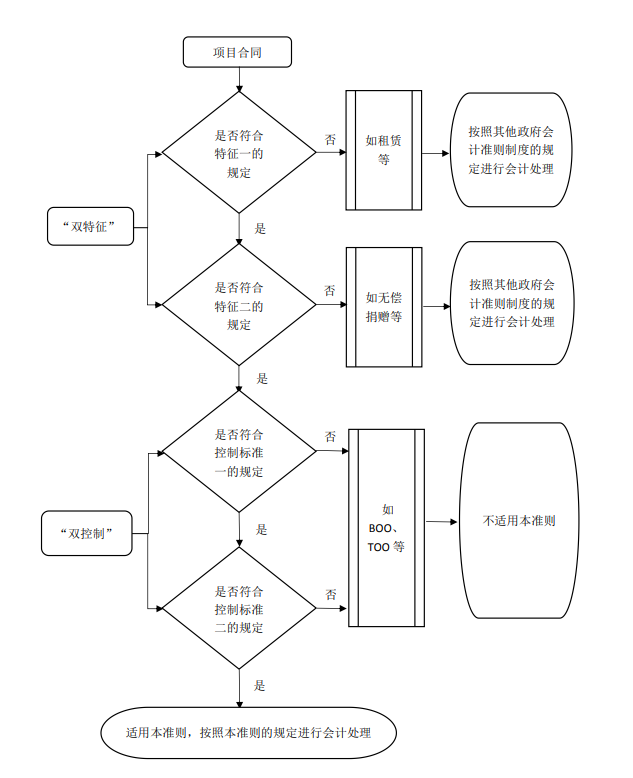 项目合同
是否符合
特征一的
规定
否
如租赁
等
按照其他政府会
计准则制度的规
定进行会计处理
“双特征”
是
是否符合
特征二的
规定
否
如无偿
捐赠等
按照其他政府会
计准则制度的规
定进行会计处理
是
是否符合
控制标准
一的规定
否
如
BOO、
TOO 等
不适用本准则
“双控制”
是
是否符合
控制标准
二的规定
否
是
适用本准则，按照本准则的规定进行会计处理